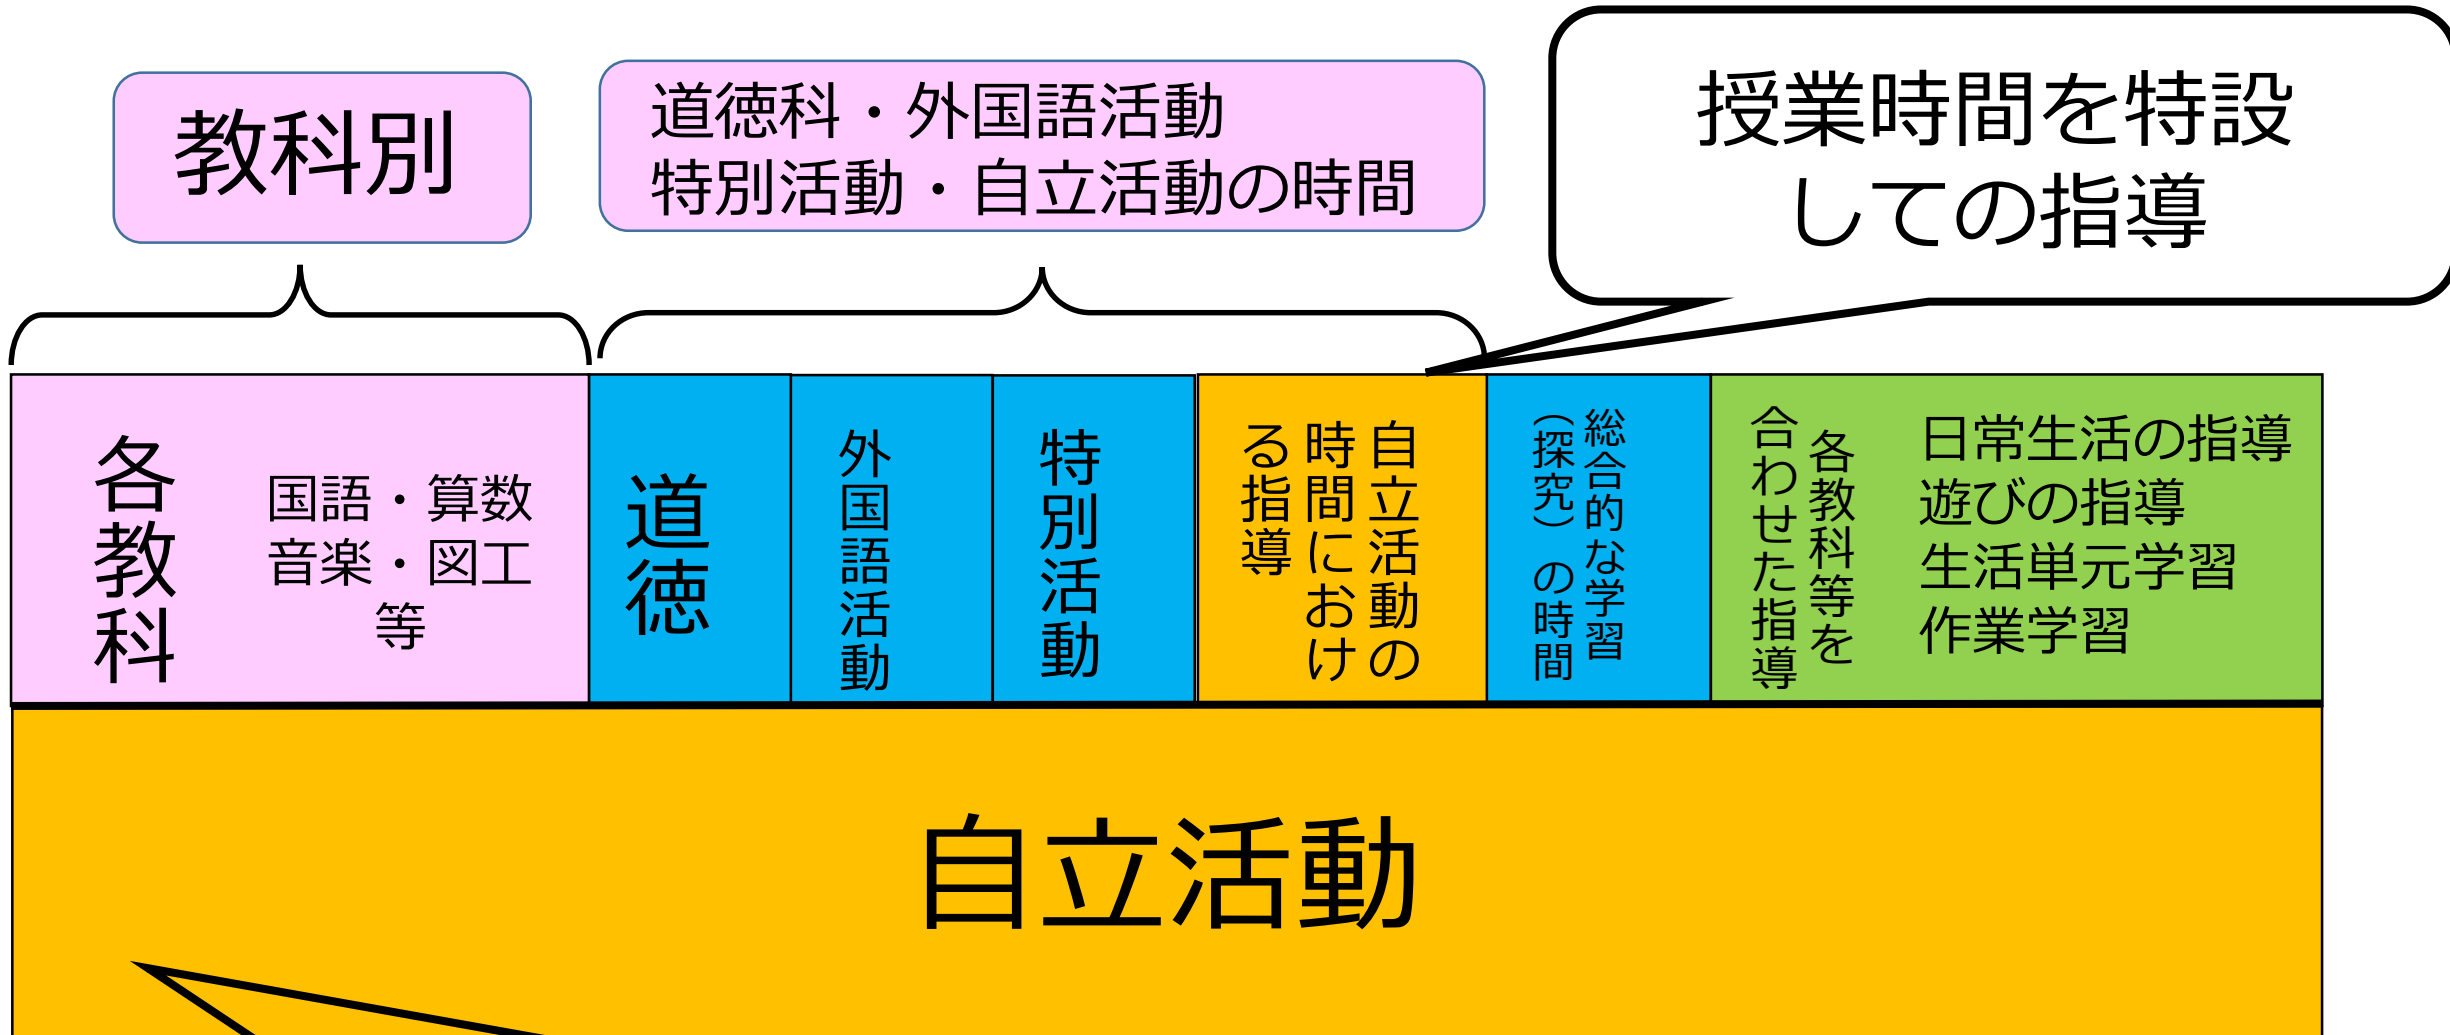 教科別
道徳科・外国語活動
特別活動・自立活動の時間
授業時間を特設
しての指導
各教科
国語・算数
音楽・図工
等
道徳
外国語活動
特別活動
自立活動の
時間におけ
る指導
総合的な学習
（探究）の時間
各教科等を
合わせた指導
日常生活の指導
遊びの指導
生活単元学習
作業学習
自立活動